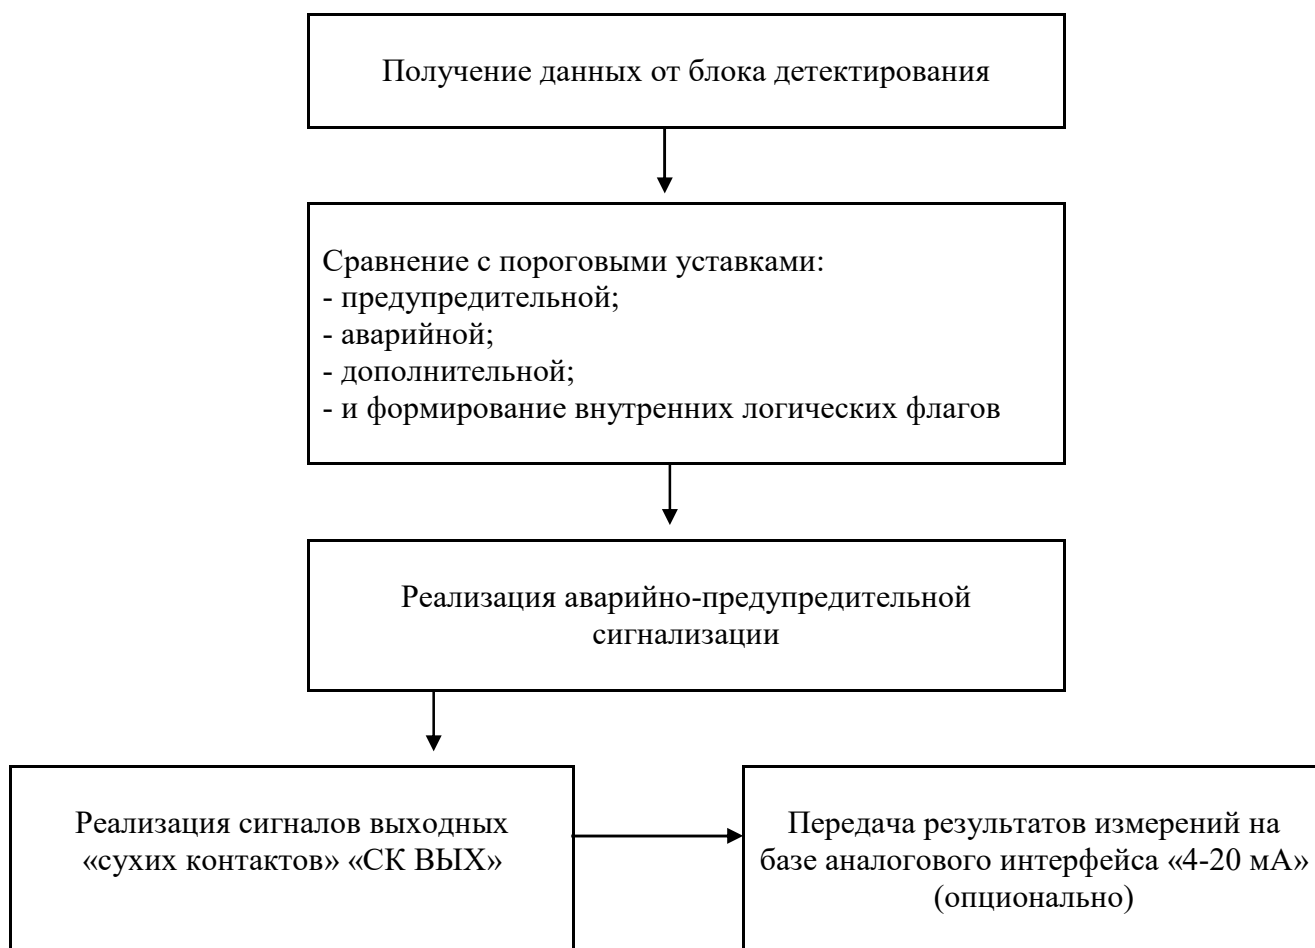 Получение данных от блока детектирования
Сравнение с пороговыми уставками:
- предупредительной;
- аварийной;
- дополнительной;
- и формирование внутренних логических флагов
Реализация аварийно-предупредительной
сигнализации
Реализация сигналов выходных
«сухих контактов» «СК ВЫХ»
Передача результатов измерений на
базе аналогового интерфейса «4-20 мА»
(опционально)